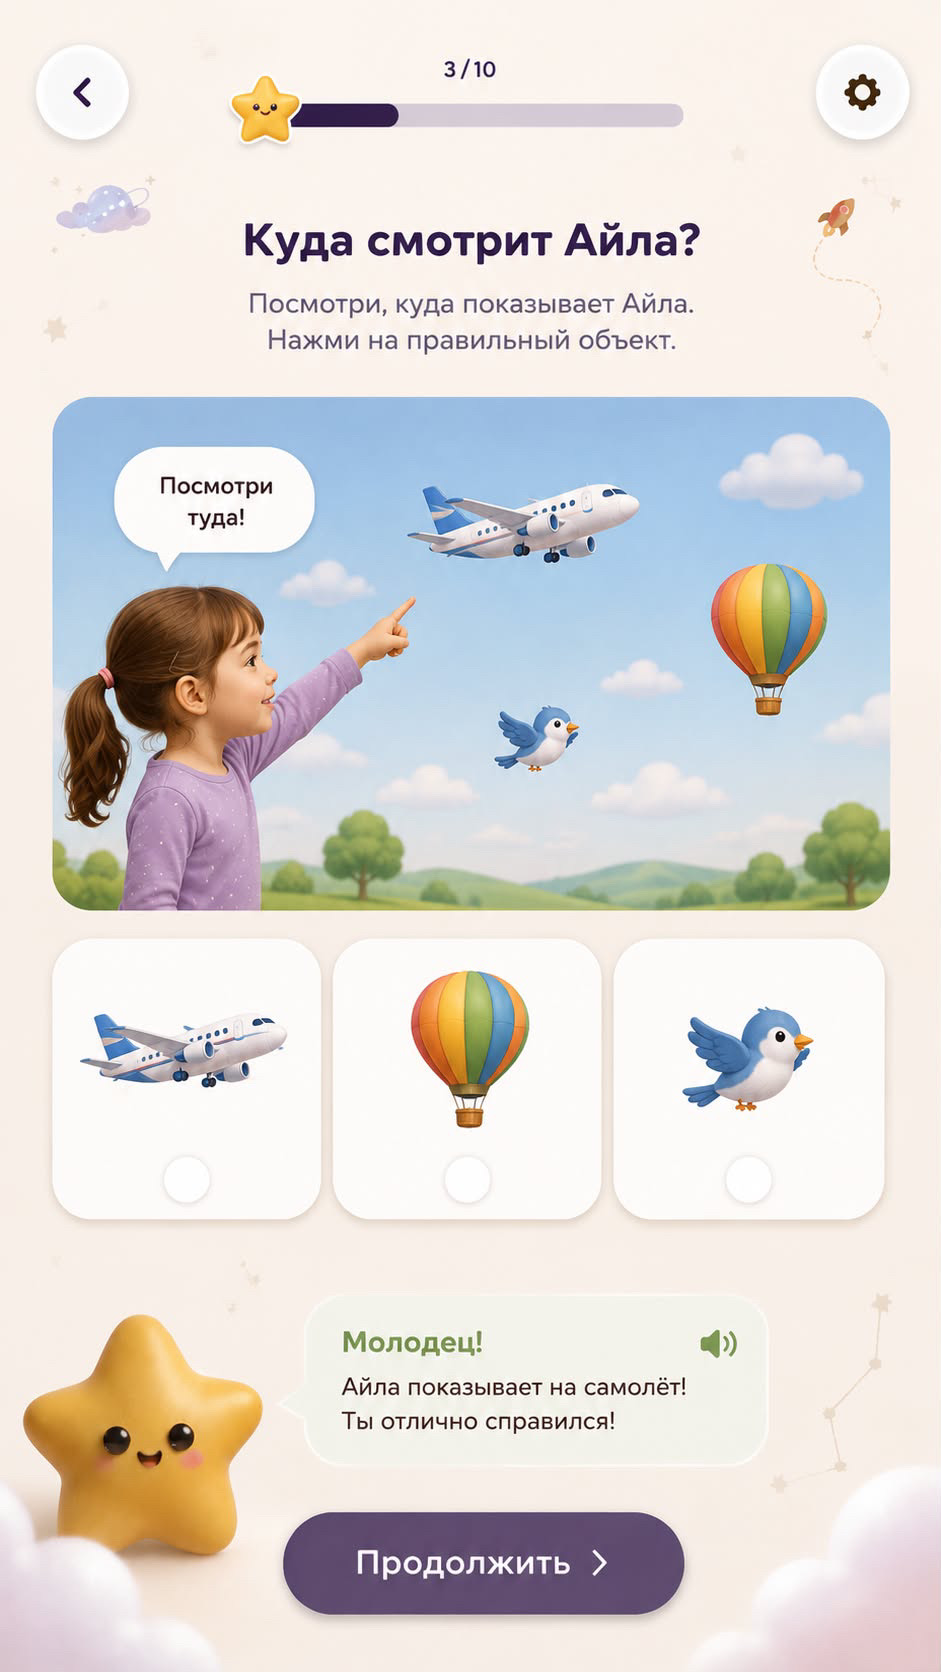 3 / 10
Куда смотрит Айла?
Посмотри, куда показывает Айла.
Нажми на правильный объект.
Посмотри
туда!
Молодец!
Айла показывает на самолёт!
Ты отлично справился!
Продолжить